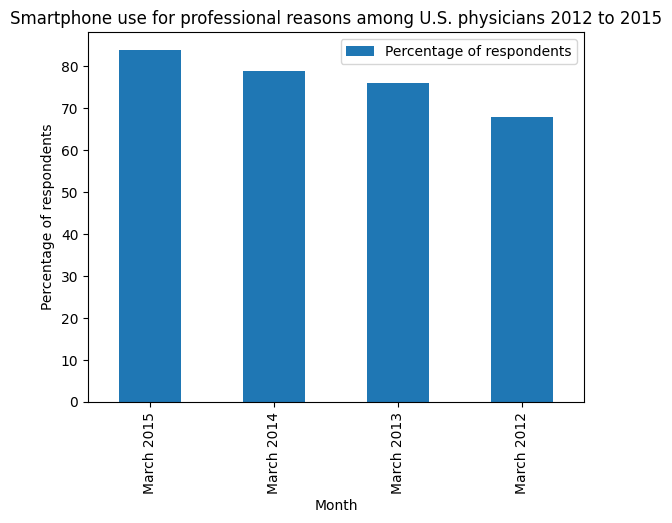 Smartphone use for professional reasons among U.S. physicians 2012 to 2015
Percentage of respondents
Percentage of respondents
80
70
60
50
40
30
20
10
0
March 2015
March 2014
March 2013
March 2012
Month